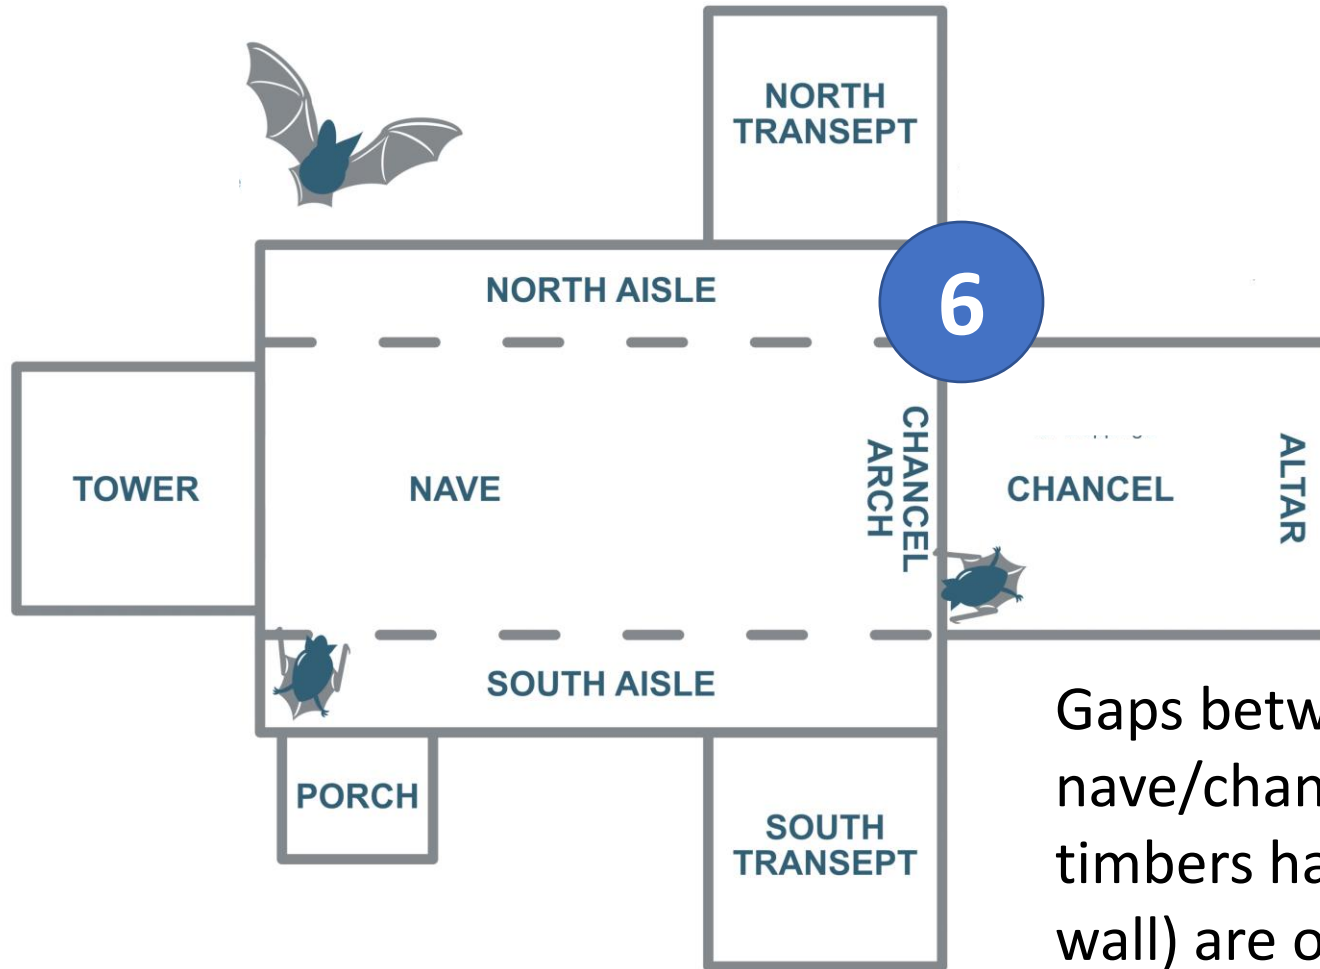 NORTH
TRANSEPT
NORTH AISLE
6
TOWER
NAVE
CHANCEL
ARCH
CHANCEL
ALTAR
SOUTH AISLE
PORCH
SOUTH
TRANSEPT
Gaps betw
nave/chan
timbers ha
wall) are o